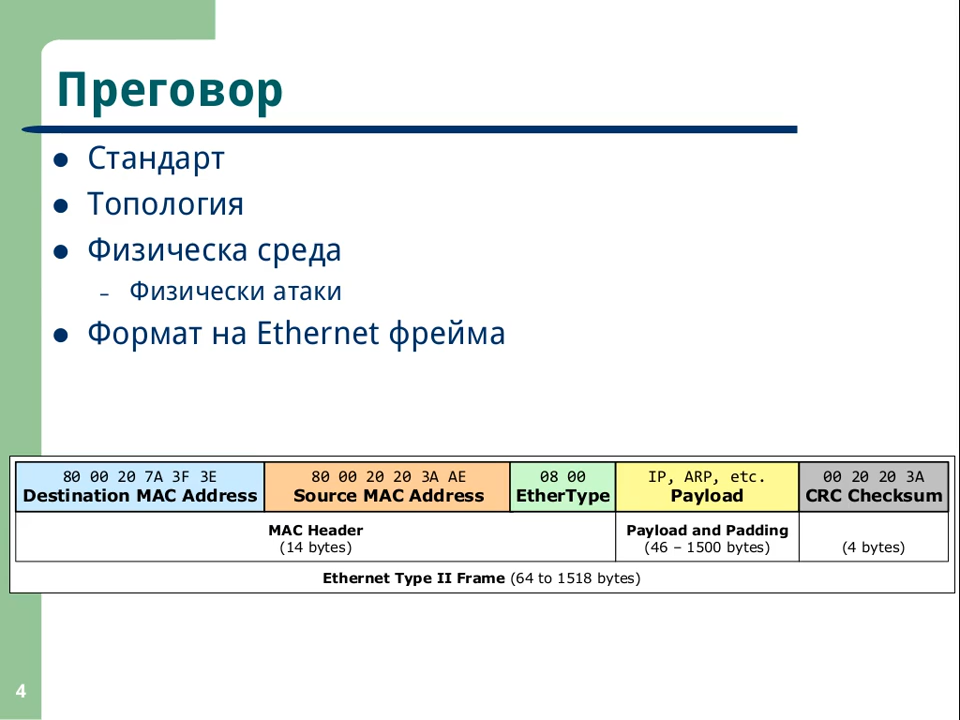 Преговор
Стандарт
Топология
Физическа среда
– Физически атаки
Формат на Ethernet фрейма
80 00 20 7A 3F 3E
Destination MAC Address
80 00 20 20 3A AE
Source MAC Address
08 00
EtherType
IP, ARP, etc.
Payload
00 20 20 3A
CRC Checksum
MAC Header
(14 bytes)
Payload and Padding
(46 – 1500 bytes)
(4 bytes)
Ethernet Type II Frame (64 to 1518 bytes)
4